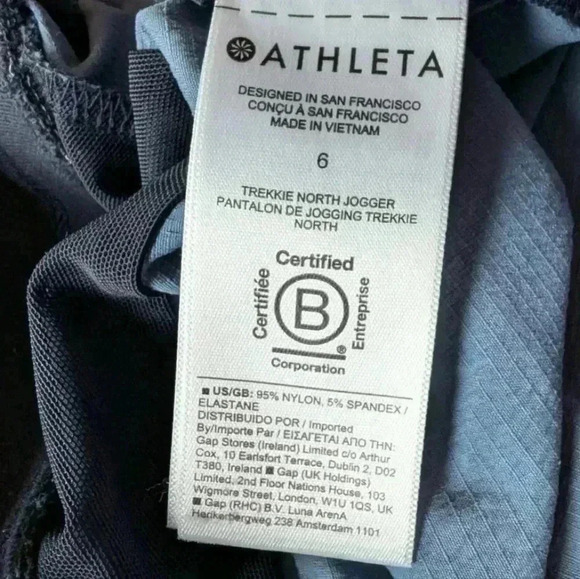 ATHLETA
DESIGNED IN SAN FRANCISCO
CONÇU À SAN FRANCISCO
MADE IN VIETNAM
6
TREKKIE NORTH JOGGER
PANTALON DE JOGGING TREKKIE
NORTH
Certified
Certifiée
B
Entreprise
®
Corporation
US/GB: 95% NYLON, 5% SPANDEX /
ELASTANE
DISTRIBUIDO POR / Imported
By/Importe Par / ΕΙΣΑΓΕΤΑΙ ΑΠΟ ΤΗΝ:
Gap Stores (Ireland) Limited c/o Arthur
Cox, 10 Earlsfort Terrace, Dublin 2, D02
T380, Ireland Gap (UK Holdings)
Limited, 2nd Floor Nations House, 103
Wigmore Street, London, W1U 1QS, UK
Gap (RHC) B.V. Luna ArenA
Herikerbergweg 238 Amsterdam 1101